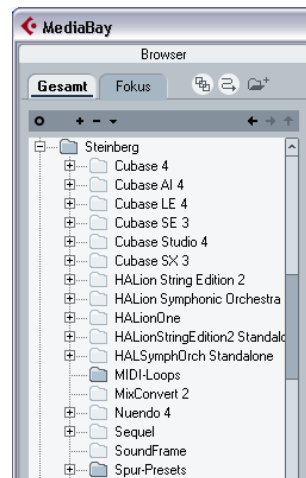 MediaBay
Browser
Gesamt Fokus
Steinberg
Cubase 4
Cubase AI 4
Cubase LE 4
Cubase SE 3
Cubase Studio 4
Cubase SX 3
HALion String Edition 2
HALion Symphonic Orchestra
HALionOne
HALionStringEdition2 Standalo
HALSymphOrch Standalone
MIDI-Loops
MixConvert 2
Nuendo 4
Sequel
SoundFrame
Spur-Presets